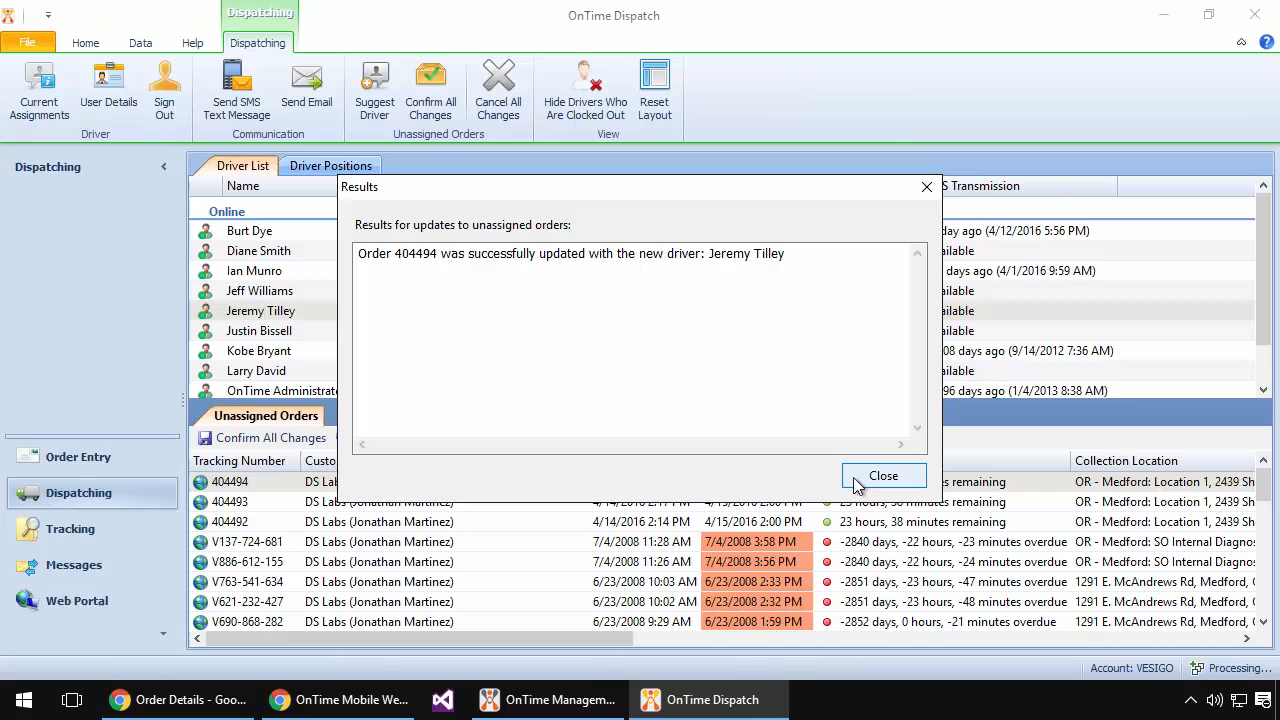 Dispatching
OnTime Dispatch
File
Home
Data
Help
Dispatching
Current Assignments
User Details
Sign Out
Send SMS Text Message
Send Email
Suggest Driver
Confirm All Changes
Cancel All Changes
Hide Drivers Who Are Clocked Out
Reset Layout
Driver
Communication
Unassigned Orders
View
Dispatching
Driver List
Driver Positions
Name
S Transmission
Online
Burt Dye
day ago (4/12/2016 5:56 PM)
Diane Smith
ailable
Ian Munro
days ago (4/1/2016 9:59 AM)
Jeff Williams
ailable
Jeremy Tilley
ailable
Justin Bissell
ailable
Kobe Bryant
08 days ago (9/14/2012 7:36 AM)
Larry David
ailable
OnTime Administrato
96 days ago (1/4/2013 8:38 AM)
Results
Results for updates to unassigned orders:
Order 404494 was successfully updated with the new driver: Jeremy Tilley
Close
Unassigned Orders
Confirm All Changes
Tracking Number
Custo
Collection Location
404494
DS La
es remaining
OR - Medford: Location 1, 2439 Sh
404493
DS La
OR - Medford: Location 1, 2439 Sh
404492
DS Labs (Jonathan Martinez)
4/14/2016 2:14 PM
4/15/2016 2:00 PM
23 hours, 38 minutes remaining
OR - Medford: Location 1, 2439 Sh
V137-724-681
DS Labs (Jonathan Martinez)
7/4/2008 11:28 AM
7/4/2008 3:58 PM
-2840 days, -22 hours, -23 minutes overdue
OR - Medford: SO Internal Diagnos
V886-612-155
DS Labs (Jonathan Martinez)
7/4/2008 11:26 AM
7/4/2008 3:56 PM
-2840 days, -22 hours, -24 minutes overdue
OR - Medford: SO Internal Diagnos
V763-541-634
DS Labs (Jonathan Martinez)
6/23/2008 10:03 AM
6/23/2008 2:33 PM
-2851 days, -23 hours, -47 minutes overdue
1291 E. McAndrews Rd, Medford,
V621-232-427
DS Labs (Jonathan Martinez)
6/23/2008 10:02 AM
6/23/2008 2:32 PM
-2851 days, -23 hours, -48 minutes overdue
1291 E. McAndrews Rd, Medford,
V690-868-282
DS Labs (Jonathan Martinez)
6/23/2008 9:29 AM
6/23/2008 1:59 PM
-2852 days, 0 hours, -21 minutes overdue
1291 E. McAndrews Rd, Medford,
Order Entry
Dispatching
Tracking
Messages
Web Portal
Account: VESIGO
Processing...
Order Details - Goo...
OnTime Mobile We...
OnTime Managem...
OnTime Dispatch